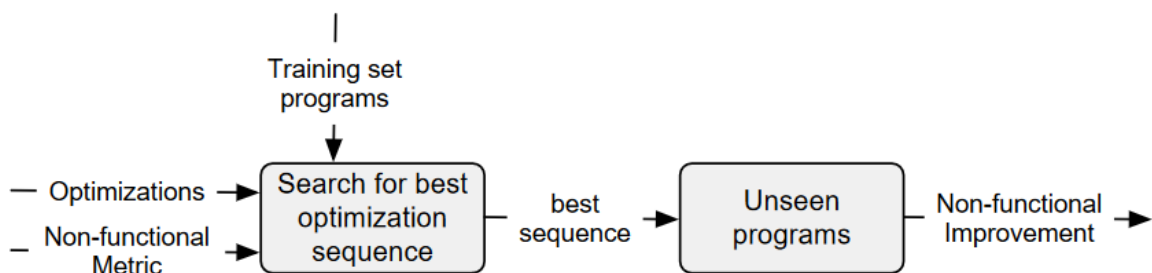 Training set
programs
Optimizations
Non-functional
Metric
Search for best
optimization
sequence
best
sequence
Unseen
programs
Non-functional
Improvement